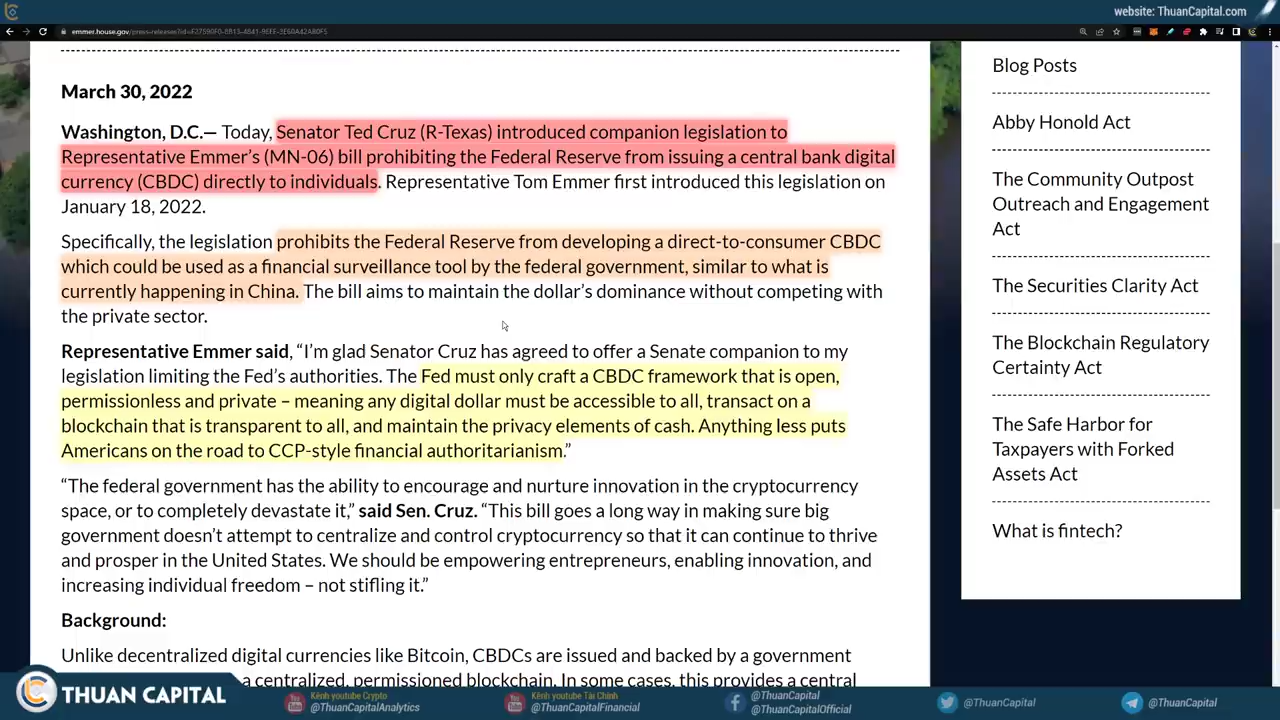 website: ThuanCapital.com
March 30, 2022
Washington, D.C.— Today, Senator Ted Cruz (R-Texas) introduced companion legislation to
Representative Emmer’s (MN-06) bill prohibiting the Federal Reserve from issuing a central bank digital
currency (CBDC) directly to individuals. Representative Tom Emmer first introduced this legislation on
January 18, 2022.
Specifically, the legislation prohibits the Federal Reserve from developing a direct-to-consumer CBDC
which could be used as a financial surveillance tool by the federal government, similar to what is
currently happening in China. The bill aims to maintain the dollar’s dominance without competing with
the private sector.
Representative Emmer said, “I’m glad Senator Cruz has agreed to offer a Senate companion to my
legislation limiting the Fed’s authorities. The Fed must only craft a CBDC framework that is open,
permissionless and private – meaning any digital dollar must be accessible to all, transact on a
blockchain that is transparent to all, and maintain the privacy elements of cash. Anything less puts
Americans on the road to CCP-style financial authoritarianism.”
“The federal government has the ability to encourage and nurture innovation in the cryptocurrency
space, or to completely devastate it,” said Sen. Cruz. “This bill goes a long way in making sure big
government doesn’t attempt to centralize and control cryptocurrency so that it can continue to thrive
and prosper in the United States. We should be empowering entrepreneurs, enabling innovation, and
increasing individual freedom – not stifling it.”
Background:
Unlike decentralized digital currencies like Bitcoin, CBDCs are issued and backed by a government
a centralized, permissioned blockchain. In some cases, this provides a central
Blog Posts
Abby Honold Act
The Community Outpost
Outreach and Engagement
Act
The Securities Clarity Act
The Blockchain Regulatory
Certainty Act
The Safe Harbor for
Taxpayers with Forked
Assets Act
What is fintech?
THUAN CAPITAL
Kênh youtube Crypto
@ThuanCapitalAnalytics
Kênh youtube Tài Chính
@ThuanCapitalFinancial
@ThuanCapital
@ThuanCapitalOfficial
@ThuanCapital
@ThuanCapital